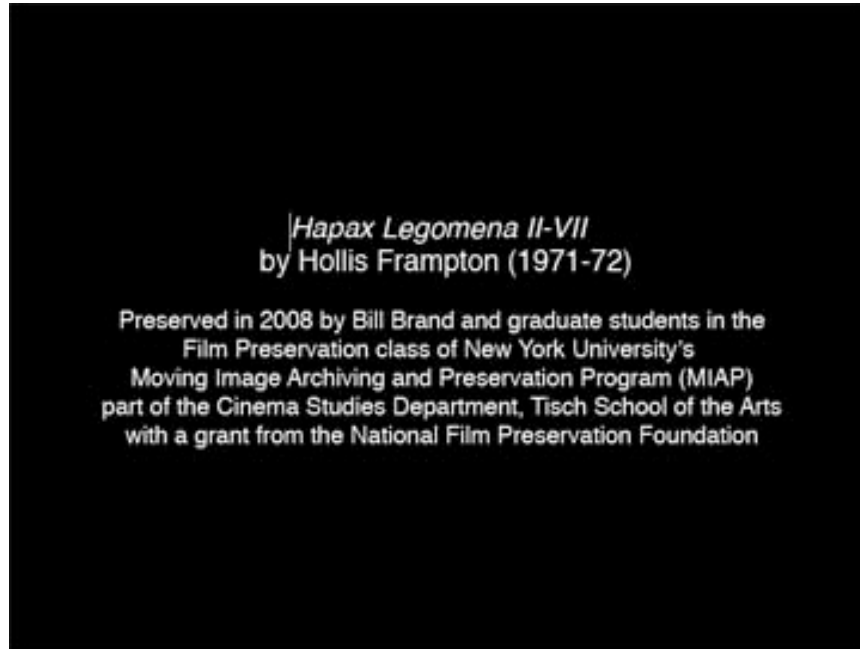 Hapax Legomena II-VII
by Hollis Frampton (1971-72)
Preserved in 2008 by Bill Brand and graduate students in the
Film Preservation class of New York University's
Moving Image Archiving and Preservation Program (MIAP)
part of the Cinema Studies Department, Tisch School of the Arts
with a grant from the National Film Preservation Foundation